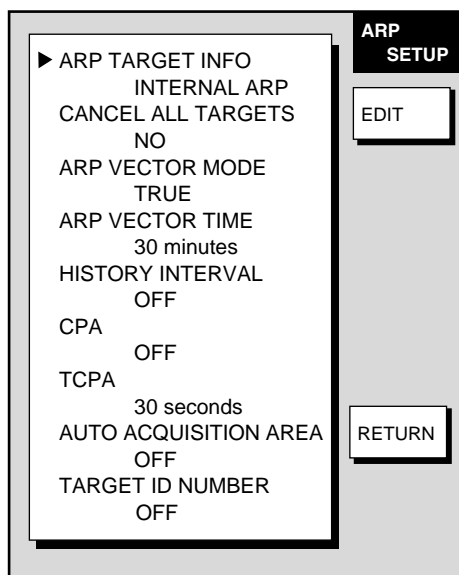 ARP
SETUP
▶ ARP TARGET INFO
INTERNAL ARP
CANCEL ALL TARGETS
NO
ARP VECTOR MODE
TRUE
ARP VECTOR TIME
30 minutes
HISTORY INTERVAL
OFF
CPA
OFF
TCPA
30 seconds
AUTO ACQUISITION AREA
OFF
TARGET ID NUMBER
OFF
EDIT
RETURN